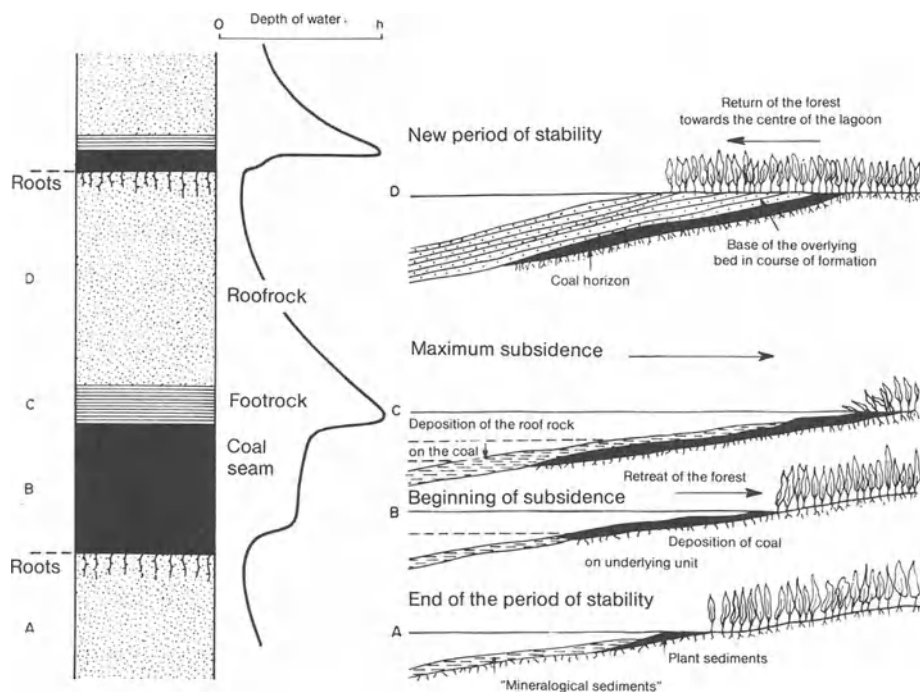 O
Depth of water
h
Roots
D
Roofrock
C
Footrock
Coal
seam
B
Roots
A
New period of stability
Return of the forest
towards the centre of the lagoon
D
Base of the overlying
bed in course of formation
Coal horizon
Maximum subsidence
C
Deposition of the roof rock
on the coal
Retreat of the forest
Beginning of subsidence
B
Deposition of coal
on underlying unit
End of the period of stability
A
Plant sediments
"Mineralogical sediments"